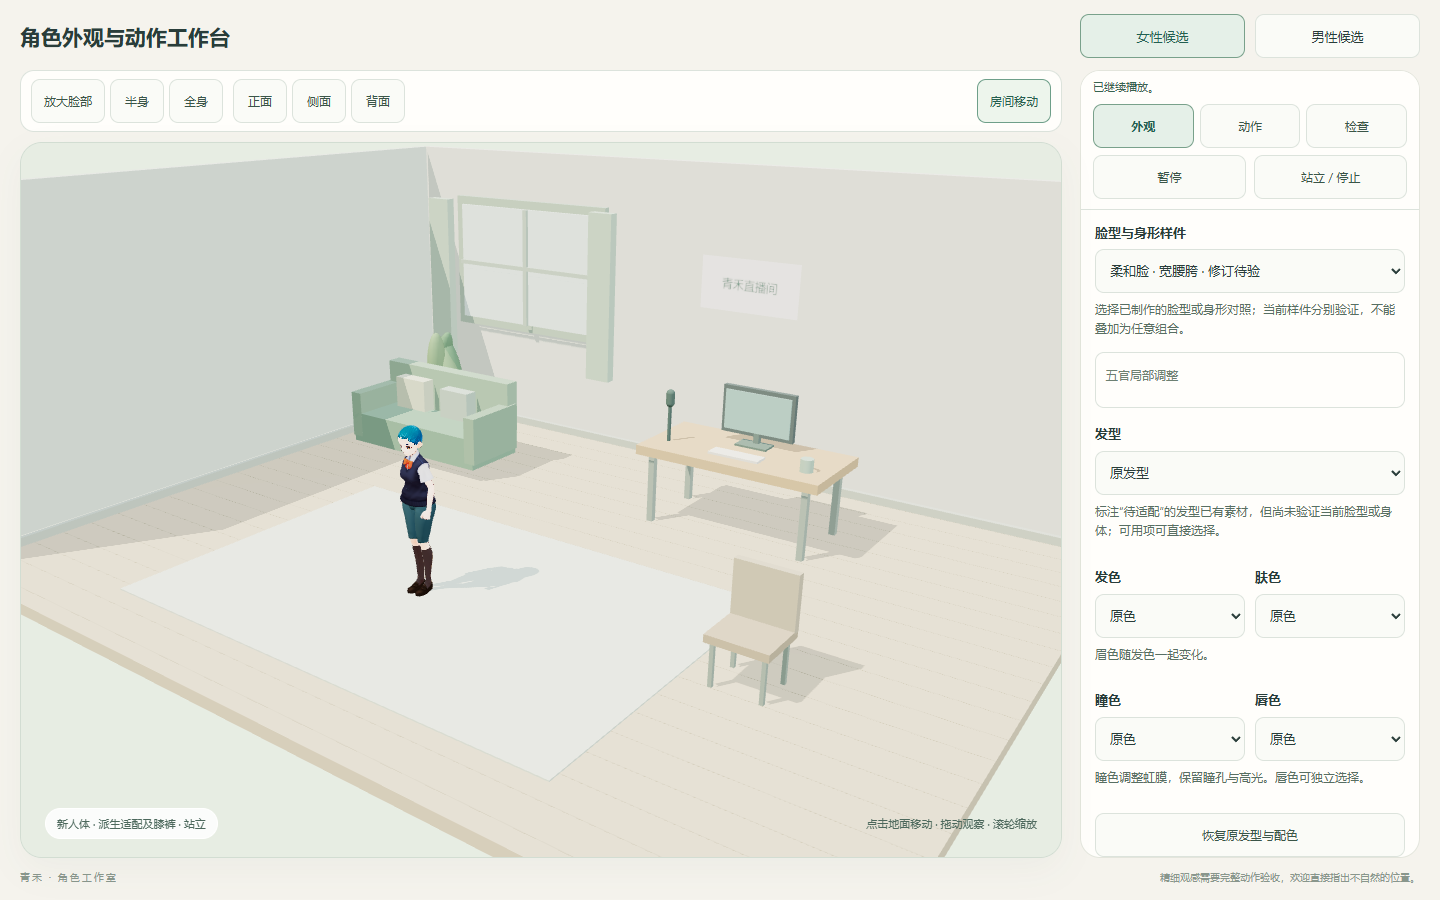 角色外观与动作工作台
女性候选
男性候选
放大脸部
半身
全身
正面
侧面
背面
房间移动
已继续播放。
外观
动作
检查
暂停
站立 / 停止
青禾直播间
脸型与身形样件
柔和脸 · 宽腰胯 · 修订待验
选择已制作的脸型或身形对照；当前样件分别验证，不能
叠加为任意组合。
五官局部调整
发型
原发型
标注“待适配”的发型已有素材，但尚未验证当前脸型或身
体；可用项可直接选择。
发色
肤色
原色
原色
眉色随发色一起变化。
瞳色
唇色
原色
原色
瞳色调整虹膜，保留瞳孔与高光。唇色可独立选择。
恢复原发型与配色
新人体 · 派生适配及膝裤 · 站立
点击地面移动 · 拖动观察 · 滚轮缩放
青禾 · 角色工作室
精细观感需要完整动作验收，欢迎直接指出不自然的位置。